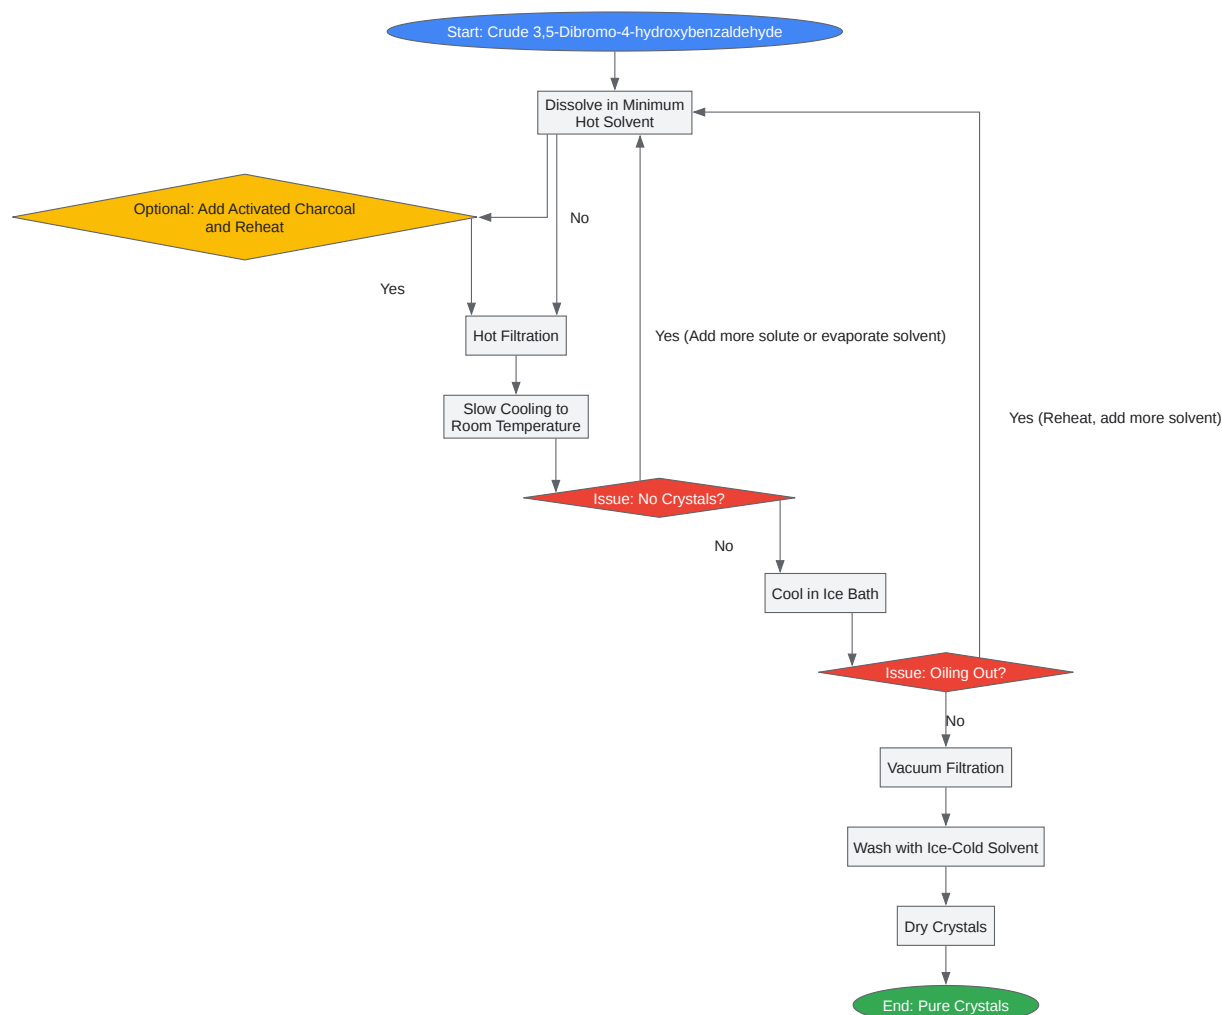 Start: Crude 3,5-Dibromo-4-hydroxybenzaldehyde
Dissolve in Minimum
Hot Solvent
Optional: Add Activated Charcoal
and Reheat
No
Yes
Hot Filtration
Yes (Add more solute or evaporate solvent)
Slow Cooling to
Room Temperature
Yes (Reheat, add more solvent)
Issue: No Crystals?
No
Cool in Ice Bath
Issue: Oiling Out?
No
Vacuum Filtration
Wash with Ice-Cold Solvent
Dry Crystals
End: Pure Crystals